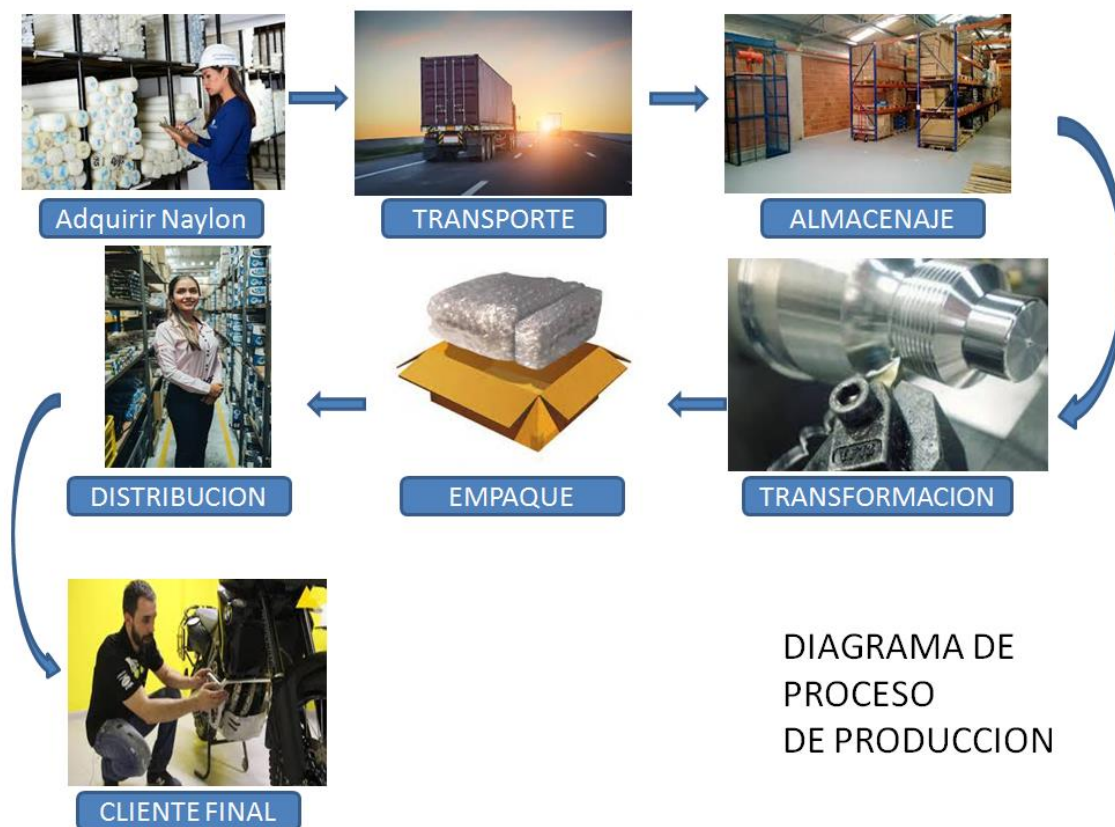 Adquirir Naylon
TRANSPORTE
ALMACENAJE
DISTRIBUCION
EMPAQUE
TRANSFORMACION
DIAGRAMA DE
PROCESO
DE PRODUCCION
CLIENTE FINAL